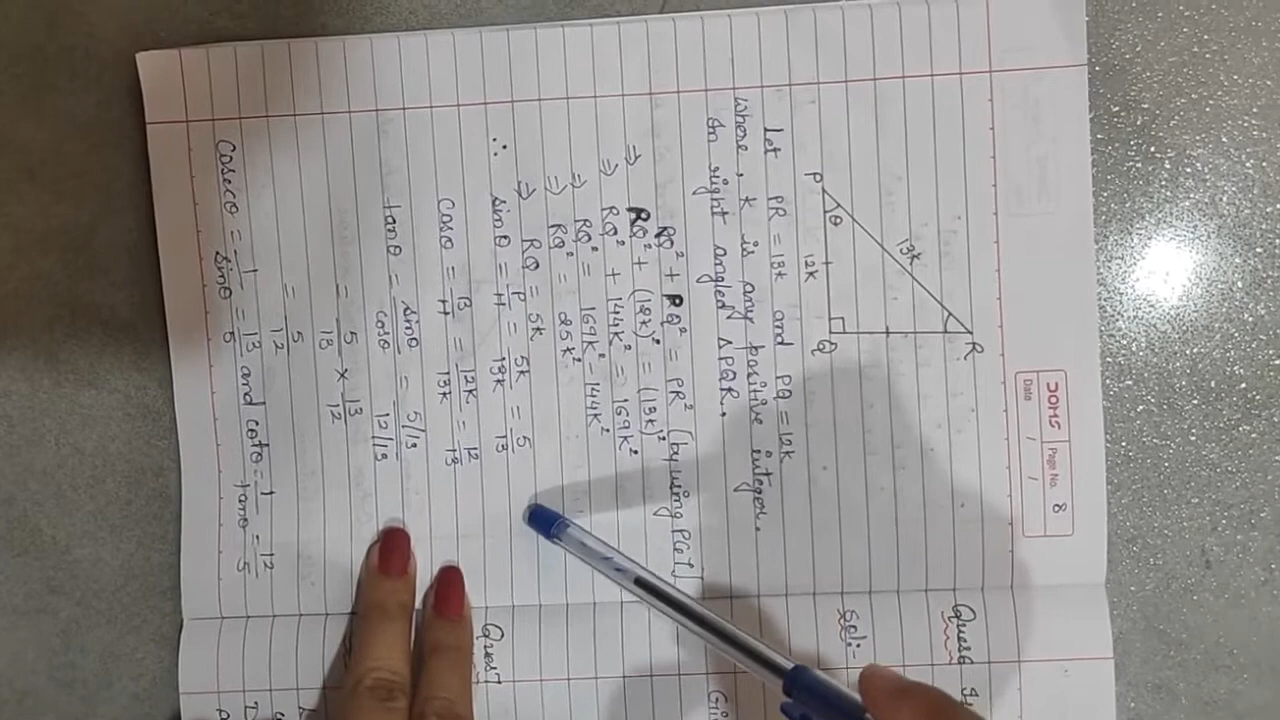 DOMS Page No. 8
Date / /
R
13k
θ
P 12k Q
Let PR = 13k and PQ = 12k
where, k is any positive integer.
In right angled △PQR,
RQ² + PQ² = PR² (by using PGT)
⇒ RQ² + (12k)² = (13k)²
⇒ RQ² + 144k² = 169k²
⇒ RQ² = 169k² - 144k²
⇒ RQ² = 25k²
⇒ RQ = 5k
∴ sinθ = P/H = 5k/13k = 5/13
cosθ = B/H = 12k/13k = 12/13
tanθ = sinθ/cosθ = 5/13/12/13
= 5/13 × 13/12
= 5/12
cosecθ = 1/sinθ = 13/5 and cotθ = 1/tanθ = 12/5
Ques6
Sol:-
Ques7